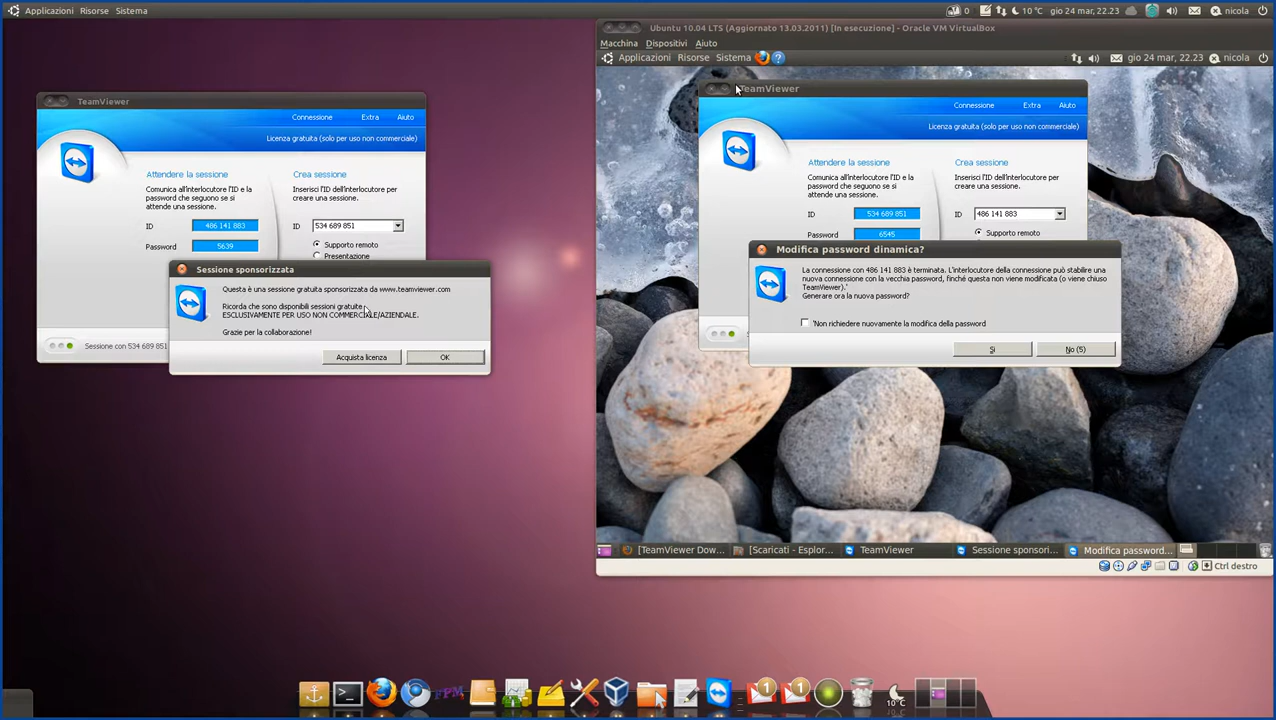 Applicazioni Risorse Sistema
0 10 °C gio 24 mar, 22.23 nicola
TeamViewer
Connessione Extra Aiuto
Licenza gratuita (solo per uso non commerciale)
Attendere la sessione
Comunica all'interlocutore l'ID e la
password che seguono se si
attende una sessione.
ID 486 141 883
Password 5639
Crea sessione
Inserisci l'ID dell'interlocutore per
creare una sessione.
ID 534 689 851
Supporto remoto
Presentazione
Sessione con 534 689 851
Sessione sponsorizzata
Questa è una sessione gratuita sponsorizzata da www.teamviewer.com
Ricorda che sono disponibili sessioni gratuite
ESCLUSIVAMENTE PER USO NON COMMERCIALE/AZIENDALE.
Grazie per la collaborazione!
Acquista licenza OK
Ubuntu 10.04 LTS (Aggiornato 13.03.2011) [In esecuzione] - Oracle VM VirtualBox
Macchina Dispositivi Aiuto
Applicazioni Risorse Sistema
gio 24 mar, 22.23 nicola
TeamViewer
Connessione Extra Aiuto
Licenza gratuita (solo per uso non commerciale)
Attendere la sessione
Comunica all'interlocutore l'ID e la
password che seguono se si
attende una sessione.
ID 534 689 851
Password 6545
Crea sessione
Inserisci l'ID dell'interlocutore per
creare una sessione.
ID 486 141 883
Supporto remoto
Modifica password dinamica?
La connessione con 486 141 883 è terminata. L'interlocutore della connessione può stabilire una
nuova connessione con la vecchia password, finché questa non viene modificata (o viene chiuso
TeamViewer).'
Generare ora la nuova password?
'Non richiedere nuovamente la modifica della password
Si No (5)
[TeamViewer Dow... [Scaricati - Esplor... TeamViewer Sessione sponsori... Modifica password...
Ctrl destro
FPM 1 1 10°C